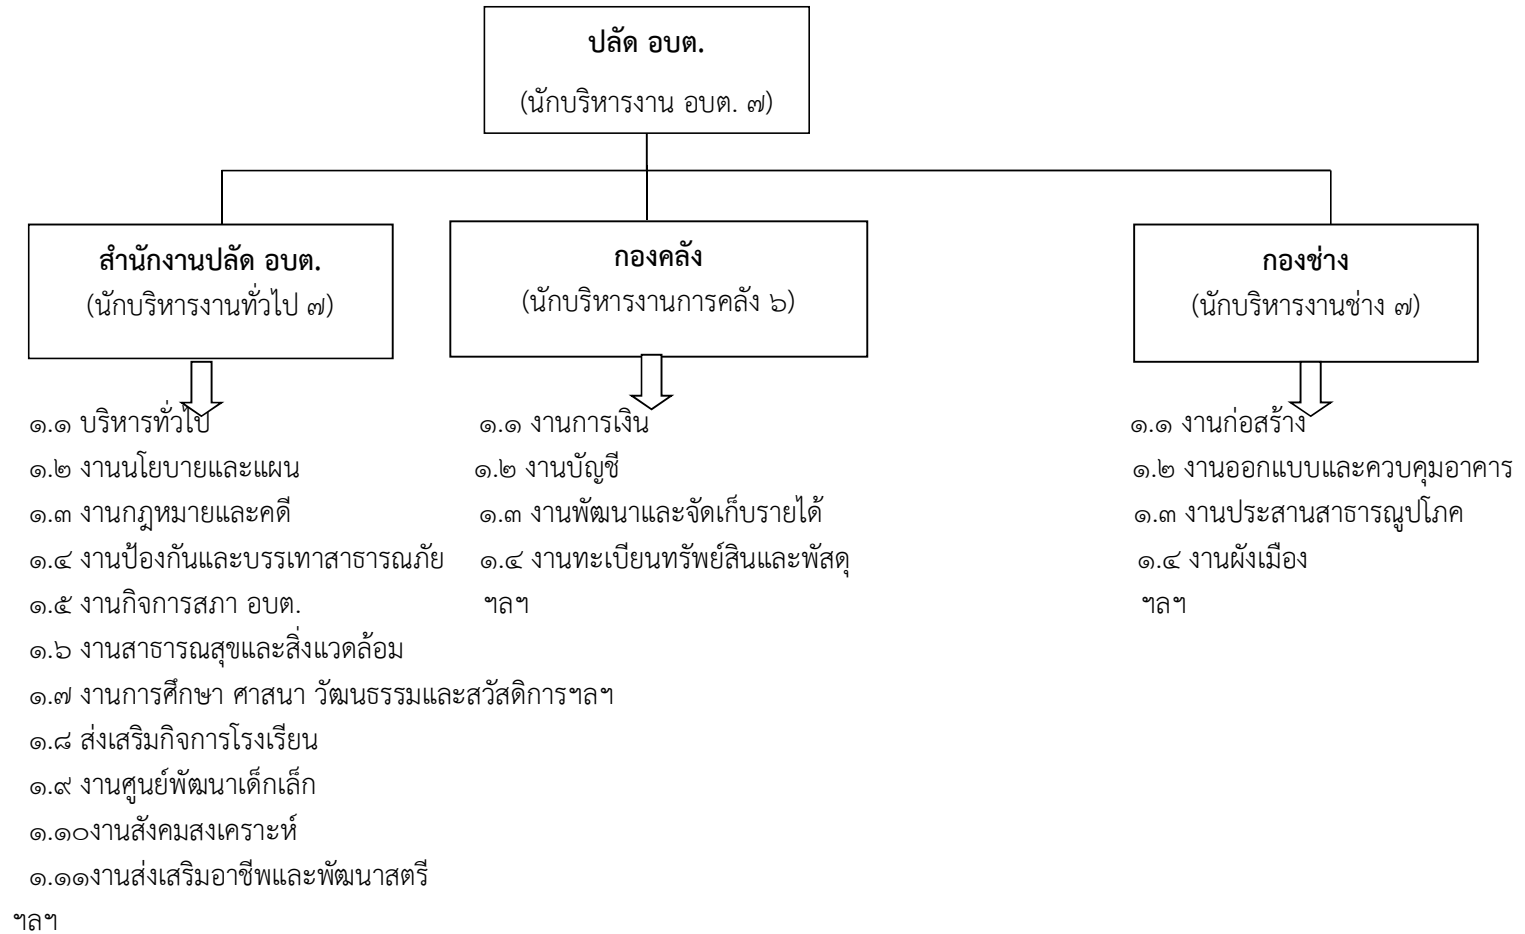 ปลัด อบต.
(นักบริหารงาน อบต. ๗)
สำนักงานปลัด อบต.
(นักบริหารงานทั่วไป ๗)
๑.๑ บริหารทั่วไป
๑.๒ งานนโยบายและแผน
๑.๓ งานกฎหมายและคดี
๑.๔ งานป้องกันและบรรเทาสาธารณภัย
๑.๕ งานกิจการสภา อบต.
๑.๖ งานสาธารณสุขและสิ่งแวดล้อม
๑.๗ งานการศึกษา ศาสนา วัฒนธรรมและสวัสดิการฯลฯ
๑.๘ ส่งเสริมกิจการโรงเรียน
๑.๙ งานศูนย์พัฒนาเด็กเล็ก
๑.๑๐งานสังคมสงเคราะห์
๑.๑๑งานส่งเสริมอาชีพและพัฒนาสตรี
ฯลฯ
กองคลัง
(นักบริหารงานการคลัง ๖)
๑.๑ งานการเงิน
๑.๒ งานบัญชี
๑.๓ งานพัฒนาและจัดเก็บรายได้
๑.๔ งานทะเบียนทรัพย์สินและพัสดุ
ฯลฯ
กองช่าง
(นักบริหารงานช่าง ๗)
๑.๑ งานก่อสร้าง
๑.๒ งานออกแบบและควบคุมอาคาร
๑.๓ งานประสานสาธารณูปโภค
๑.๔ งานผังเมือง
ฯลฯ